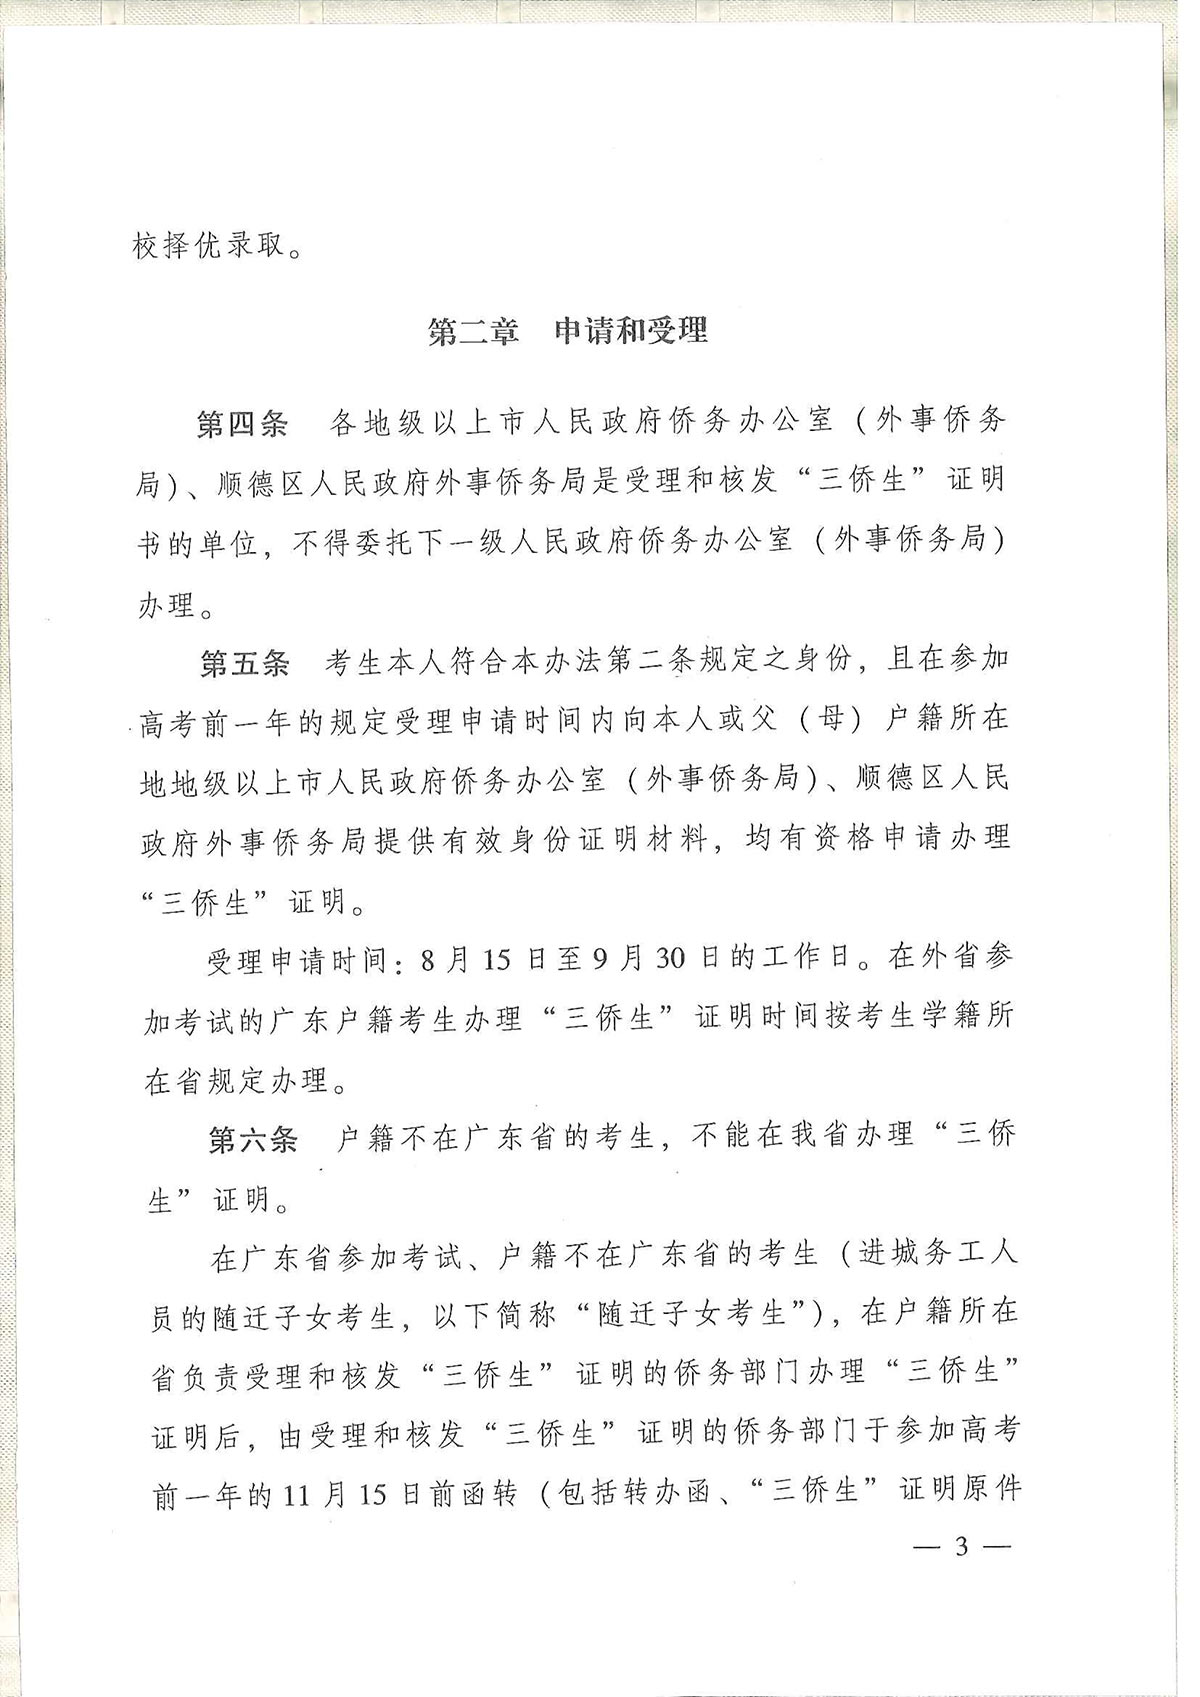 校择优录取。
第二章　申请和受理
第四条　各地级以上市人民政府侨务办公室（外事侨务
局）、顺德区人民政府外事侨务局是受理和核发“三侨生”证明
书的单位，不得委托下一级人民政府侨务办公室（外事侨务局）
办理。
第五条　考生本人符合本办法第二条规定之身份，且在参加
高考前一年的规定受理申请时间内向本人或父（母）户籍所在
地地级以上市人民政府侨务办公室（外事侨务局）、顺德区人民
政府外事侨务局提供有效身份证明材料，均有资格申请办理
“三侨生”证明。
受理申请时间：8月15日至9月30日的工作日。在外省参
加考试的广东户籍考生办理“三侨生”证明时间按考生学籍所
在省规定办理。
第六条　户籍不在广东省的考生，不能在我省办理“三侨
生”证明。
在广东省参加考试、户籍不在广东省的考生（进城务工人
员的随迁子女考生，以下简称“随迁子女考生”），在户籍所在
省负责受理和核发“三侨生”证明的侨务部门办理“三侨生”
证明后，由受理和核发“三侨生”证明的侨务部门于参加高考
前一年的11月15日前函转（包括转办函、“三侨生”证明原件
— 3 —